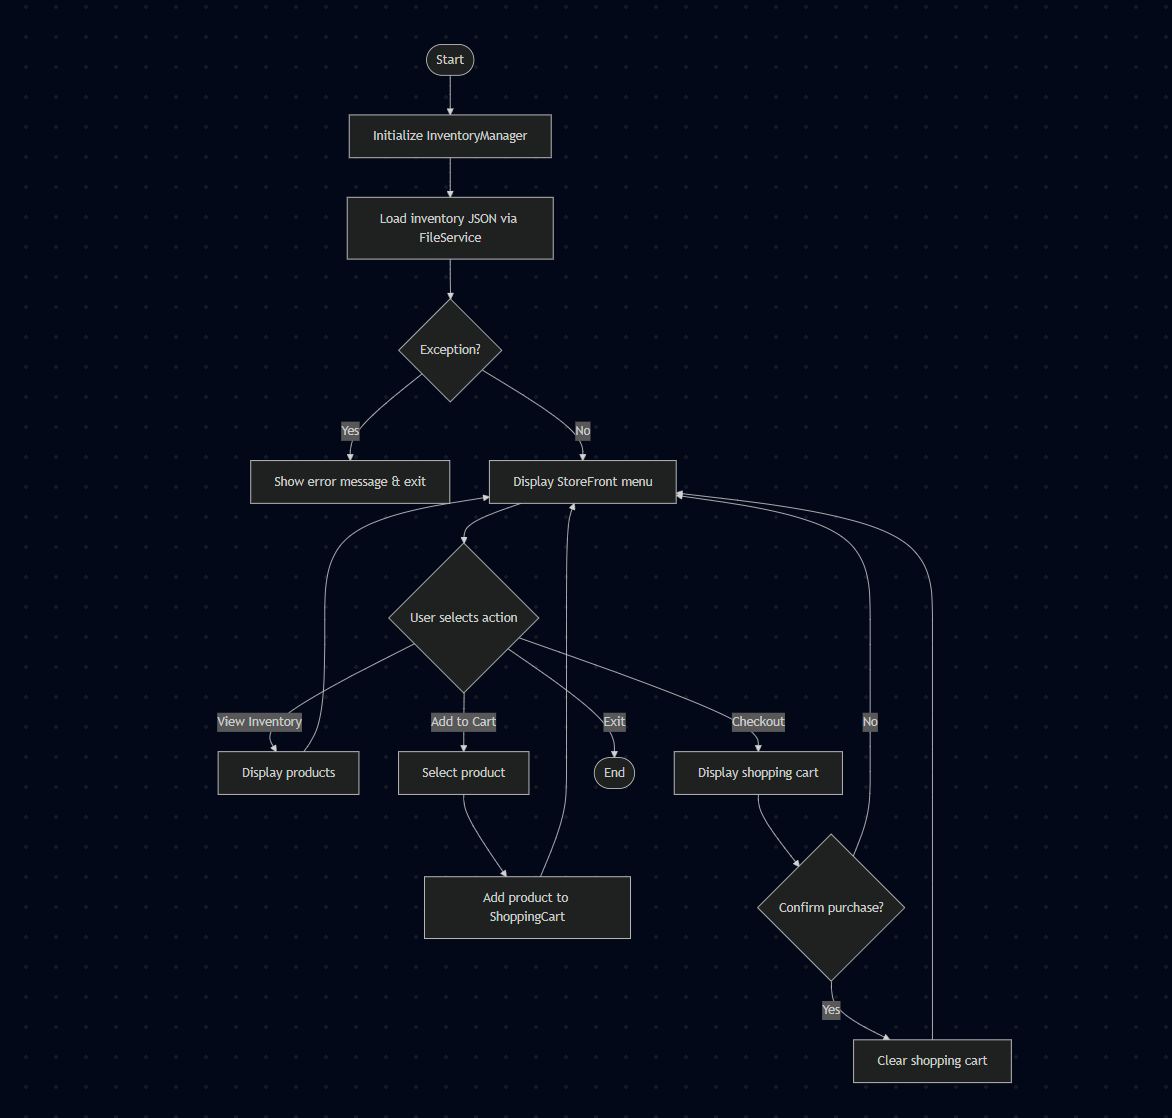 Start
Initialize InventoryManager
Load inventory JSON via
FileService
Exception?
Yes
No
Show error message & exit
Display StoreFront menu
User selects action
View Inventory
Add to Cart
Exit
Checkout
No
Display products
Select product
End
Display shopping cart
Add product to
ShoppingCart
Confirm purchase?
Yes
Clear shopping cart